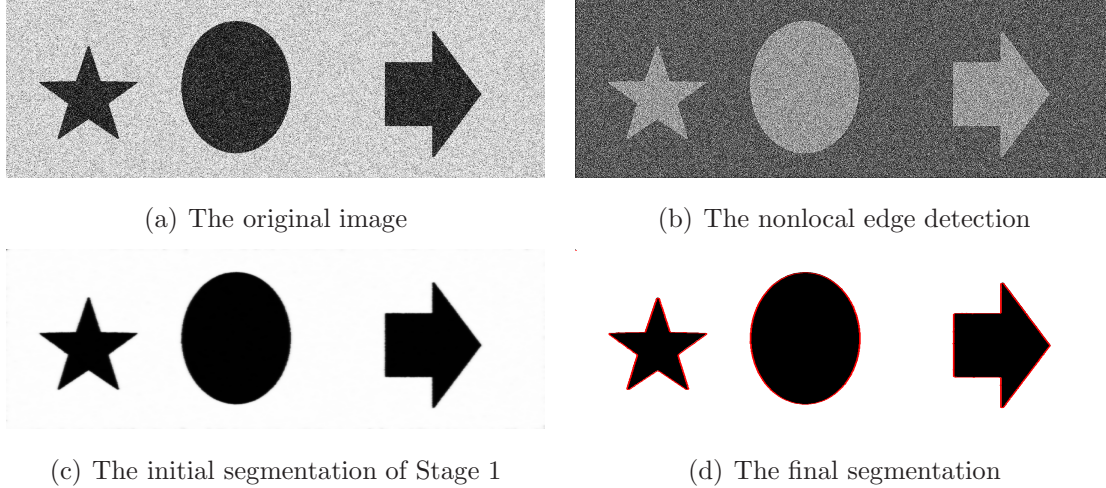 (a) The original image
(b) The nonlocal edge detection
(c) The initial segmentation of Stage 1
(d) The final segmentation